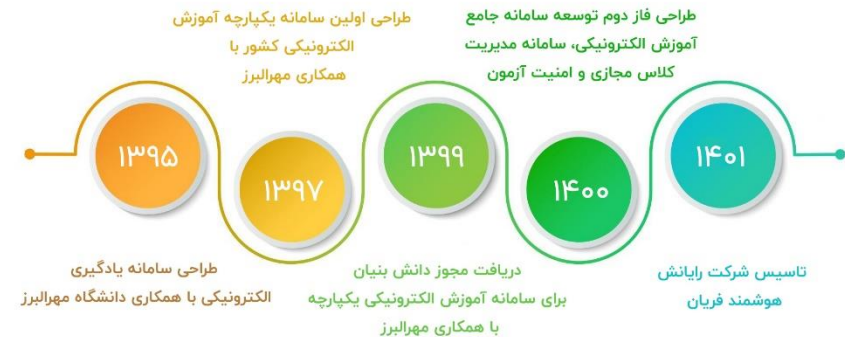 طراحی اولین سامانه یکپارچه آموزش
الکترونیکی کشور با
همکاری مهرالبرز
طراحی فاز دوم توسعه سامانه جامع
آموزش الکترونیکی، سامانه مدیریت
کلاس مجازی و امنیت آزمون
۱۳۹۵
۱۳۹۷
۱۳۹۹
۱۴۰۰
۱۴۰۱
طراحی سامانه یادگیری
الکترونیکی با همکاری دانشگاه مهرالبرز
دریافت مجوز دانش بنیان
برای سامانه آموزش الکترونیکی یکپارچه
با همکاری مهرالبرز
تاسیس شرکت رایانش
هوشمند فریان